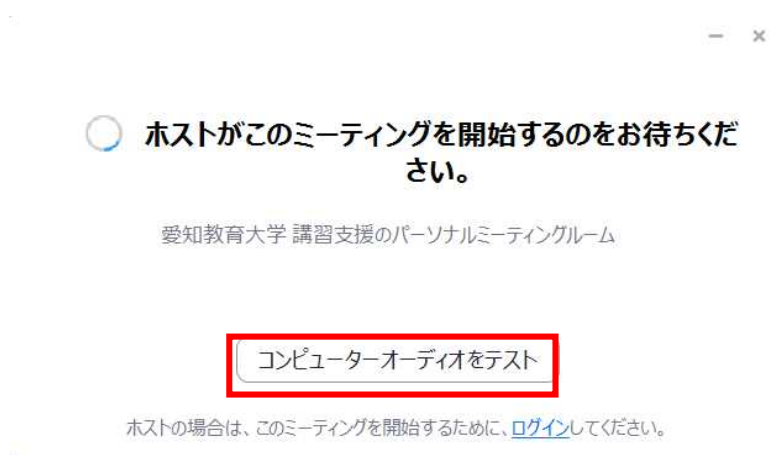 ホストがこのミーティングを開始するのをお待ちくだ
さい。
愛知教育大学 講習支援のパーソナルミーティングルーム
コンピューターオーディオをテスト
ホストの場合は、このミーティングを開始するために、ログインしてください。